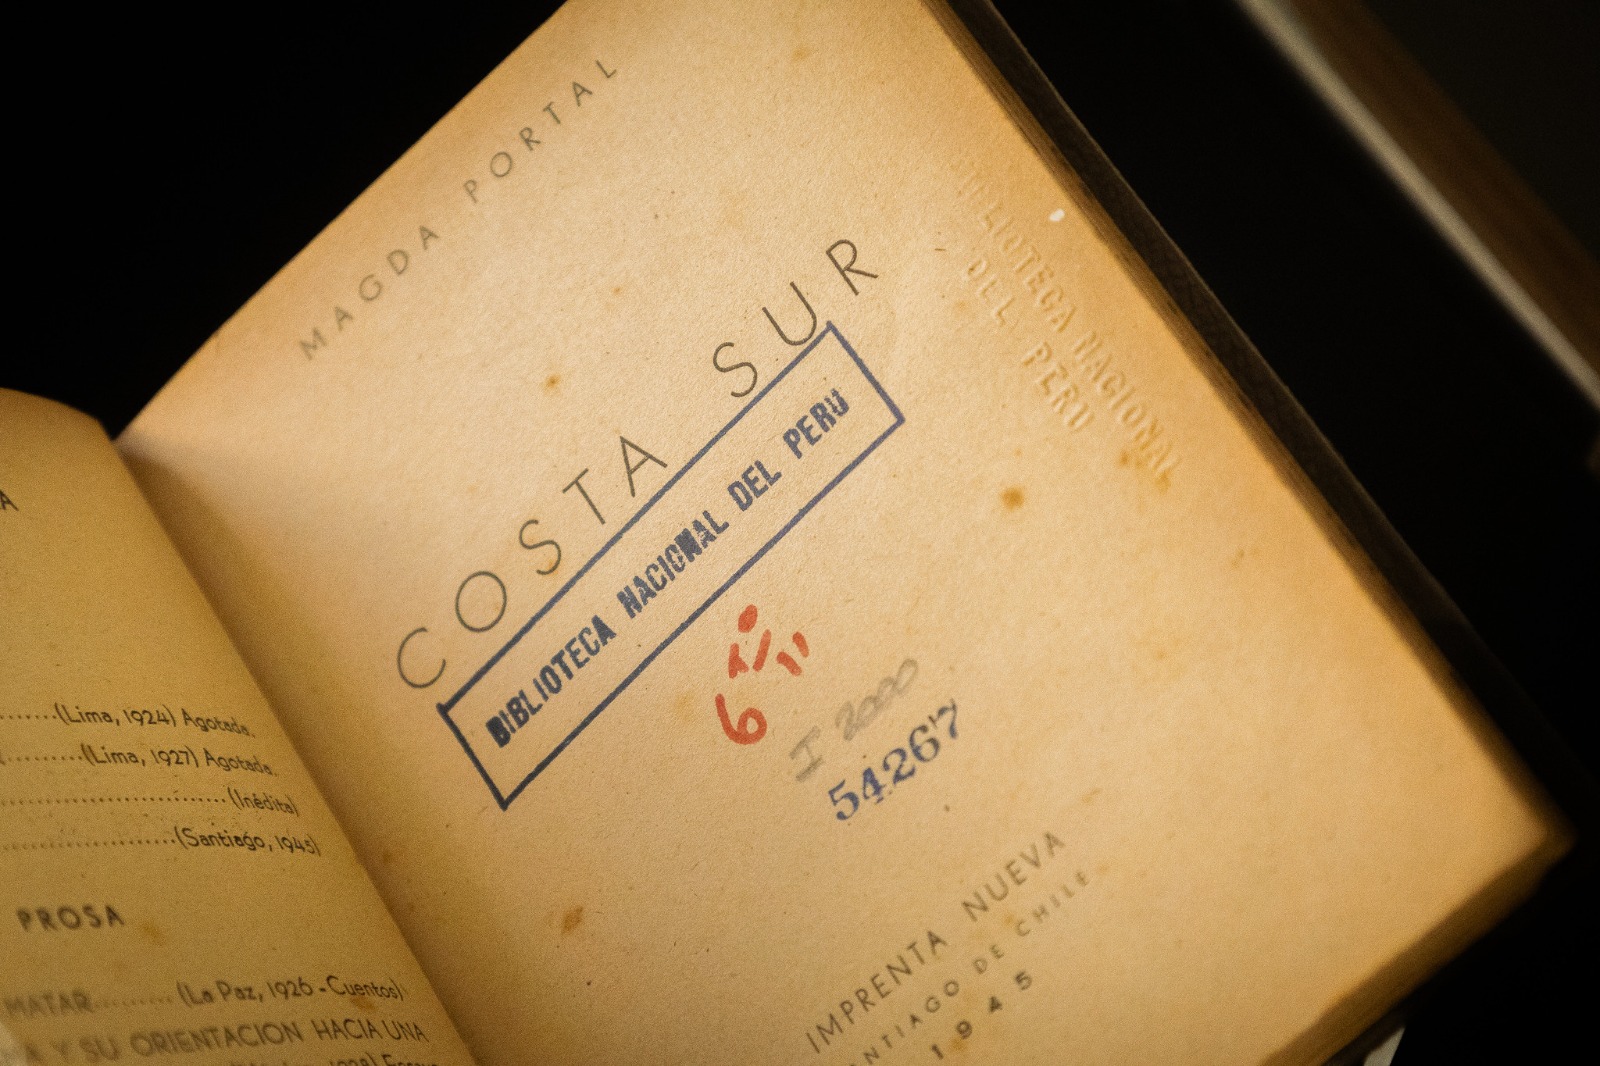 (Lima, 1924) Agotada.
(Lima, 1927) Agotada.
(Inédita)
(Santiago, 1945)
PROSA
MATAR.......... (La Paz, 1926 - Cuentos)
Y SU ORIENTACION HACIA UNA
MAGDA PORTAL
COSTA SUR
BIBLIOTECA NACIONAL DEL PERU
BIBLIOTECA NACIONAL
DEL PERU
6
I 2000
54267
IMPRENTA NUEVA
SANTIAGO DE CHILE
1945